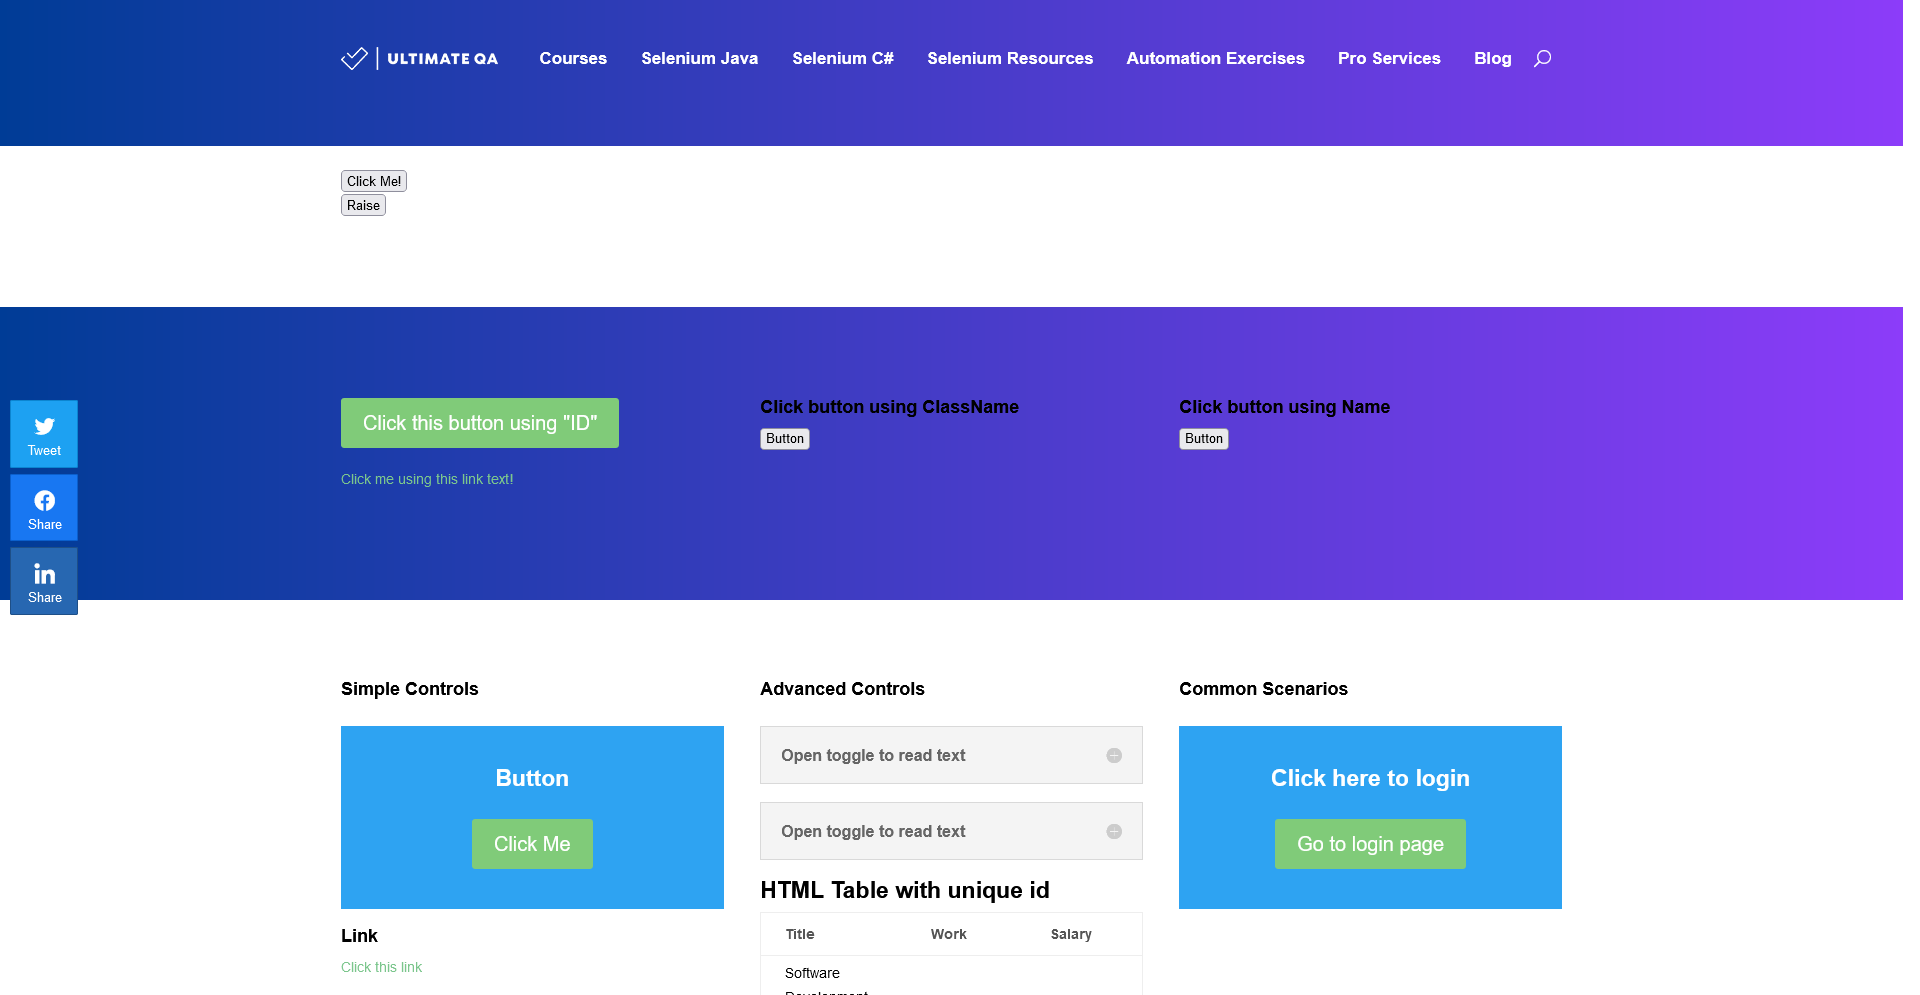 ULTIMATE QA Courses Selenium Java Selenium C# Selenium Resources Automation Exercises Pro Services Blog
Click Me!
Raise
Click this button using "ID"
Click me using this link text!
Click button using ClassName
Button
Click button using Name
Button
Tweet
Share
Share
Simple Controls
Button
Click Me
Link
Click this link
Advanced Controls
Open toggle to read text
Open toggle to read text
HTML Table with unique id
Title Work Salary
Software
Development
Common Scenarios
Click here to login
Go to login page